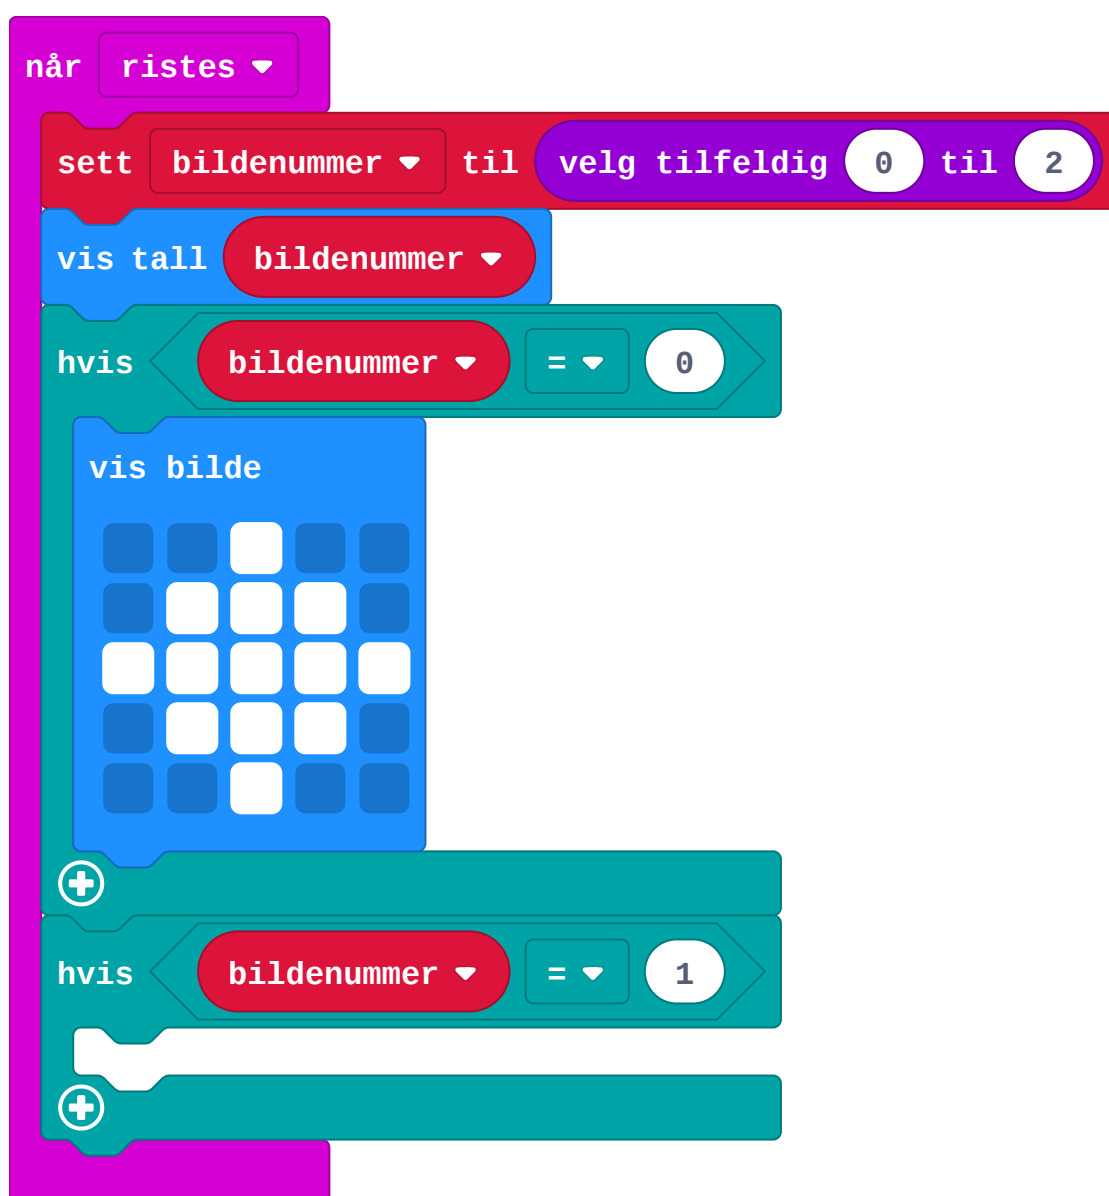 når ristes
sett bildenummer til velg tilfeldig 0 til 2
vis tall bildenummer
hvis bildenummer = 0
vis bilde
hvis bildenummer = 1